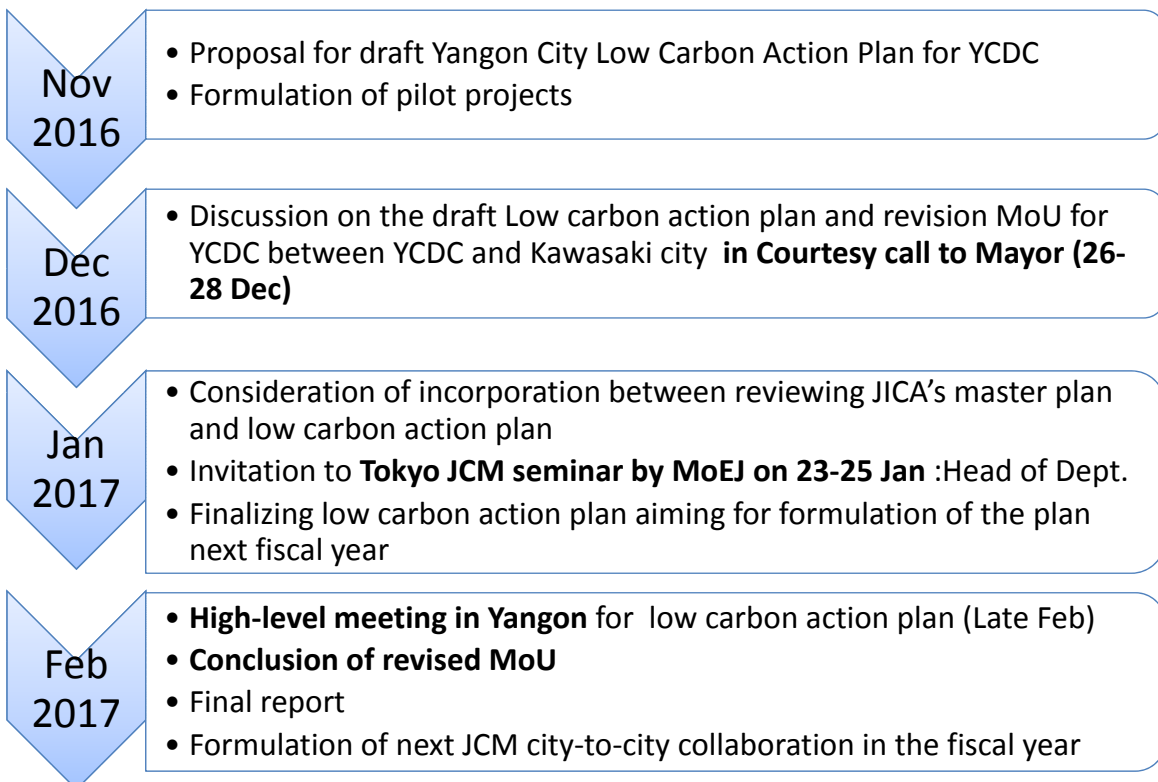 Nov
2016
• Proposal for draft Yangon City Low Carbon Action Plan for YCDC
• Formulation of pilot projects
Dec
2016
• Discussion on the draft Low carbon action plan and revision MoU for
YCDC between YCDC and Kawasaki city in Courtesy call to Mayor (26-
28 Dec)
Jan
2017
• Consideration of incorporation between reviewing JICA’s master plan
and low carbon action plan
• Invitation to Tokyo JCM seminar by MoEJ on 23-25 Jan :Head of Dept.
• Finalizing low carbon action plan aiming for formulation of the plan
next fiscal year
Feb
2017
• High-level meeting in Yangon for low carbon action plan (Late Feb)
• Conclusion of revised MoU
• Final report
• Formulation of next JCM city-to-city collaboration in the fiscal year